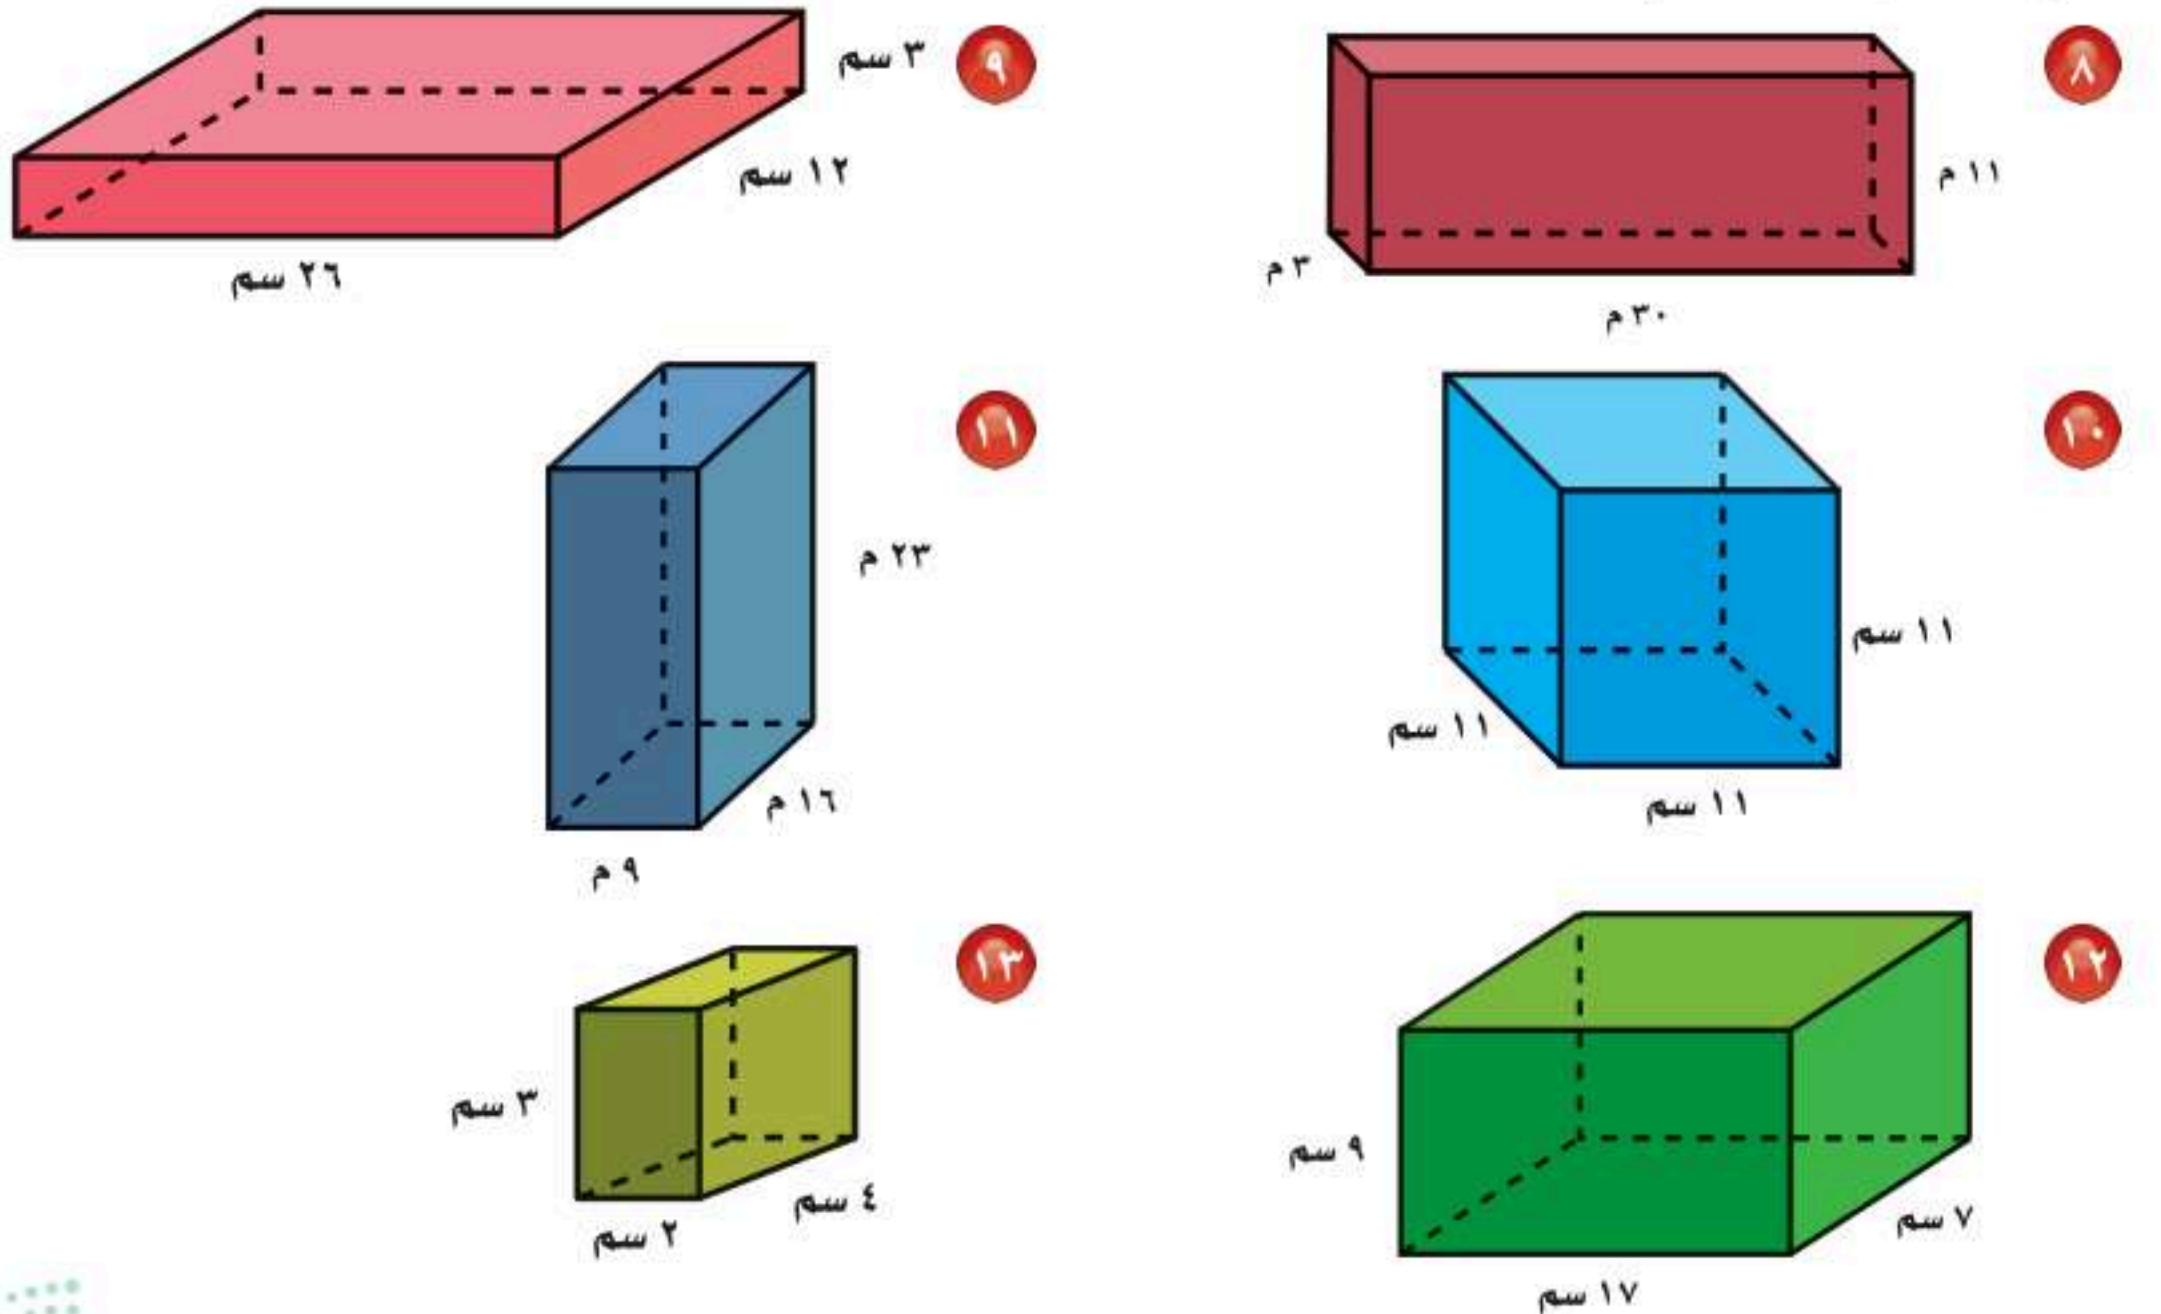 ٨
١١ م
٣ م
٣٠ م
٩
٣ سم
١٢ سم
٢٦ سم
١٠
١١ سم
١١ سم
١١ سم
١١
٢٣ م
١٦ م
٩ م
١٢
٩ سم
٧ سم
١٧ سم
١٣
٣ سم
٤ سم
٢ سم